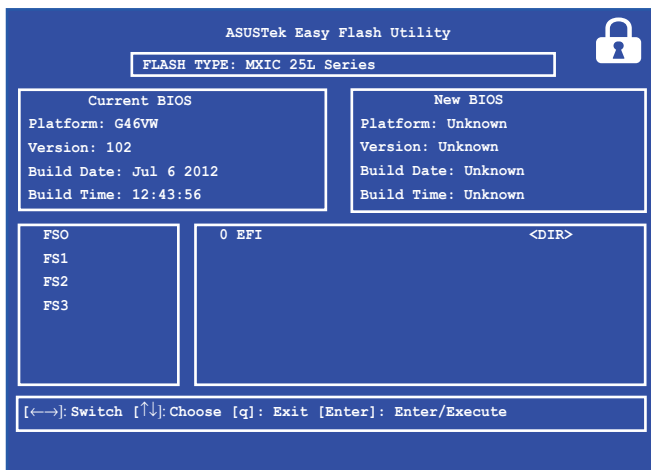 ASUSTek Easy Flash Utility
FLASH TYPE: MXIC 25L Series
Current BIOS
Platform: G46VW
Version: 102
Build Date: Jul 6 2012
Build Time: 12:43:56
New BIOS
Platform: Unknown
Version: Unknown
Build Date: Unknown
Build Time: Unknown
FSO
FS1
FS2
FS3
0 EFI <DIR>
[←→]: Switch [↑↓]: Choose [q]: Exit [Enter]: Enter/Execute